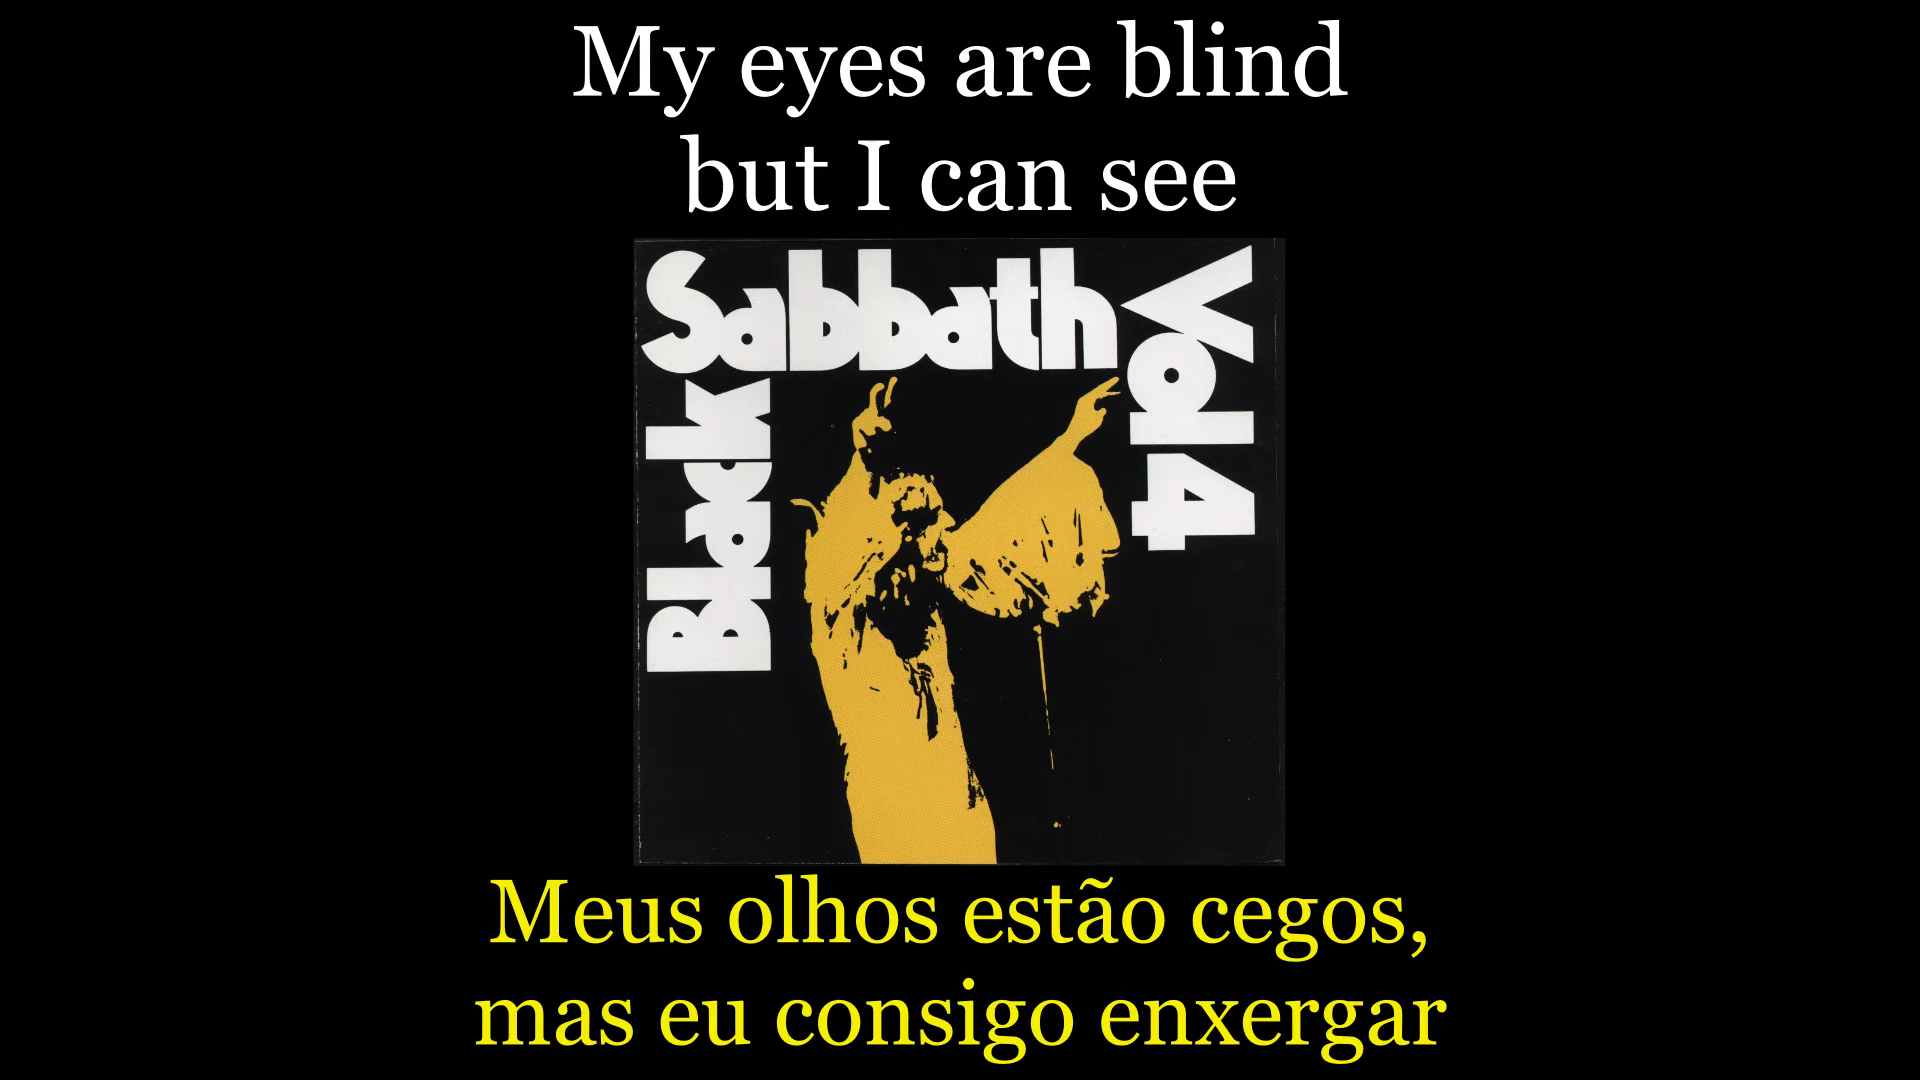 My eyes are blind
but I can see
Black
Sabbath
Vol 4
Meus olhos estão cegos,
mas eu consigo enxergar